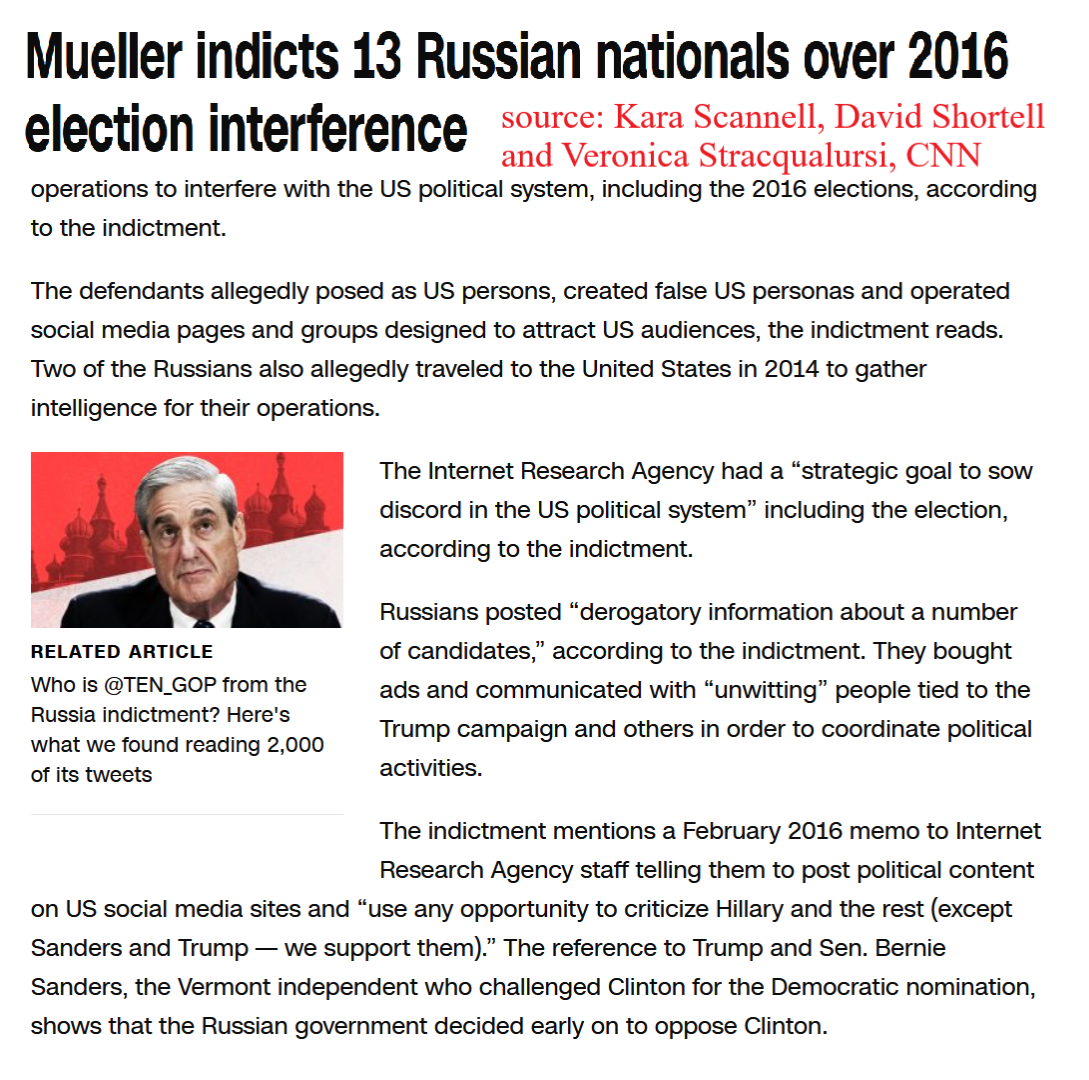 Mueller indicts 13 Russian nationals over 2016
election interference
source: Kara Scannell, David Shortell
and Veronica Stracqualursi, CNN
operations to interfere with the US political system, including the 2016 elections, according
to the indictment.
The defendants allegedly posed as US persons, created false US personas and operated
social media pages and groups designed to attract US audiences, the indictment reads.
Two of the Russians also allegedly traveled to the United States in 2014 to gather
intelligence for their operations.
RELATED ARTICLE
Who is @TEN_GOP from the
Russia indictment? Here's
what we found reading 2,000
of its tweets
The Internet Research Agency had a “strategic goal to sow
discord in the US political system” including the election,
according to the indictment.
Russians posted “derogatory information about a number
of candidates,” according to the indictment. They bought
ads and communicated with “unwitting” people tied to the
Trump campaign and others in order to coordinate political
activities.
The indictment mentions a February 2016 memo to Internet
Research Agency staff telling them to post political content
on US social media sites and “use any opportunity to criticize Hillary and the rest (except
Sanders and Trump — we support them).” The reference to Trump and Sen. Bernie
Sanders, the Vermont independent who challenged Clinton for the Democratic nomination,
shows that the Russian government decided early on to oppose Clinton.